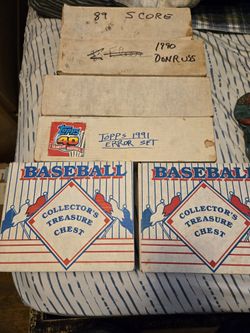 89 SCORE
1990
DONRUSS
Topps
40
TOPPS 1991
ERROR SET
BASEBALL
COLLECTOR'S
TREASURE
CHEST
BASEBALL
COLLECTOR'S
TREASURE
CHEST